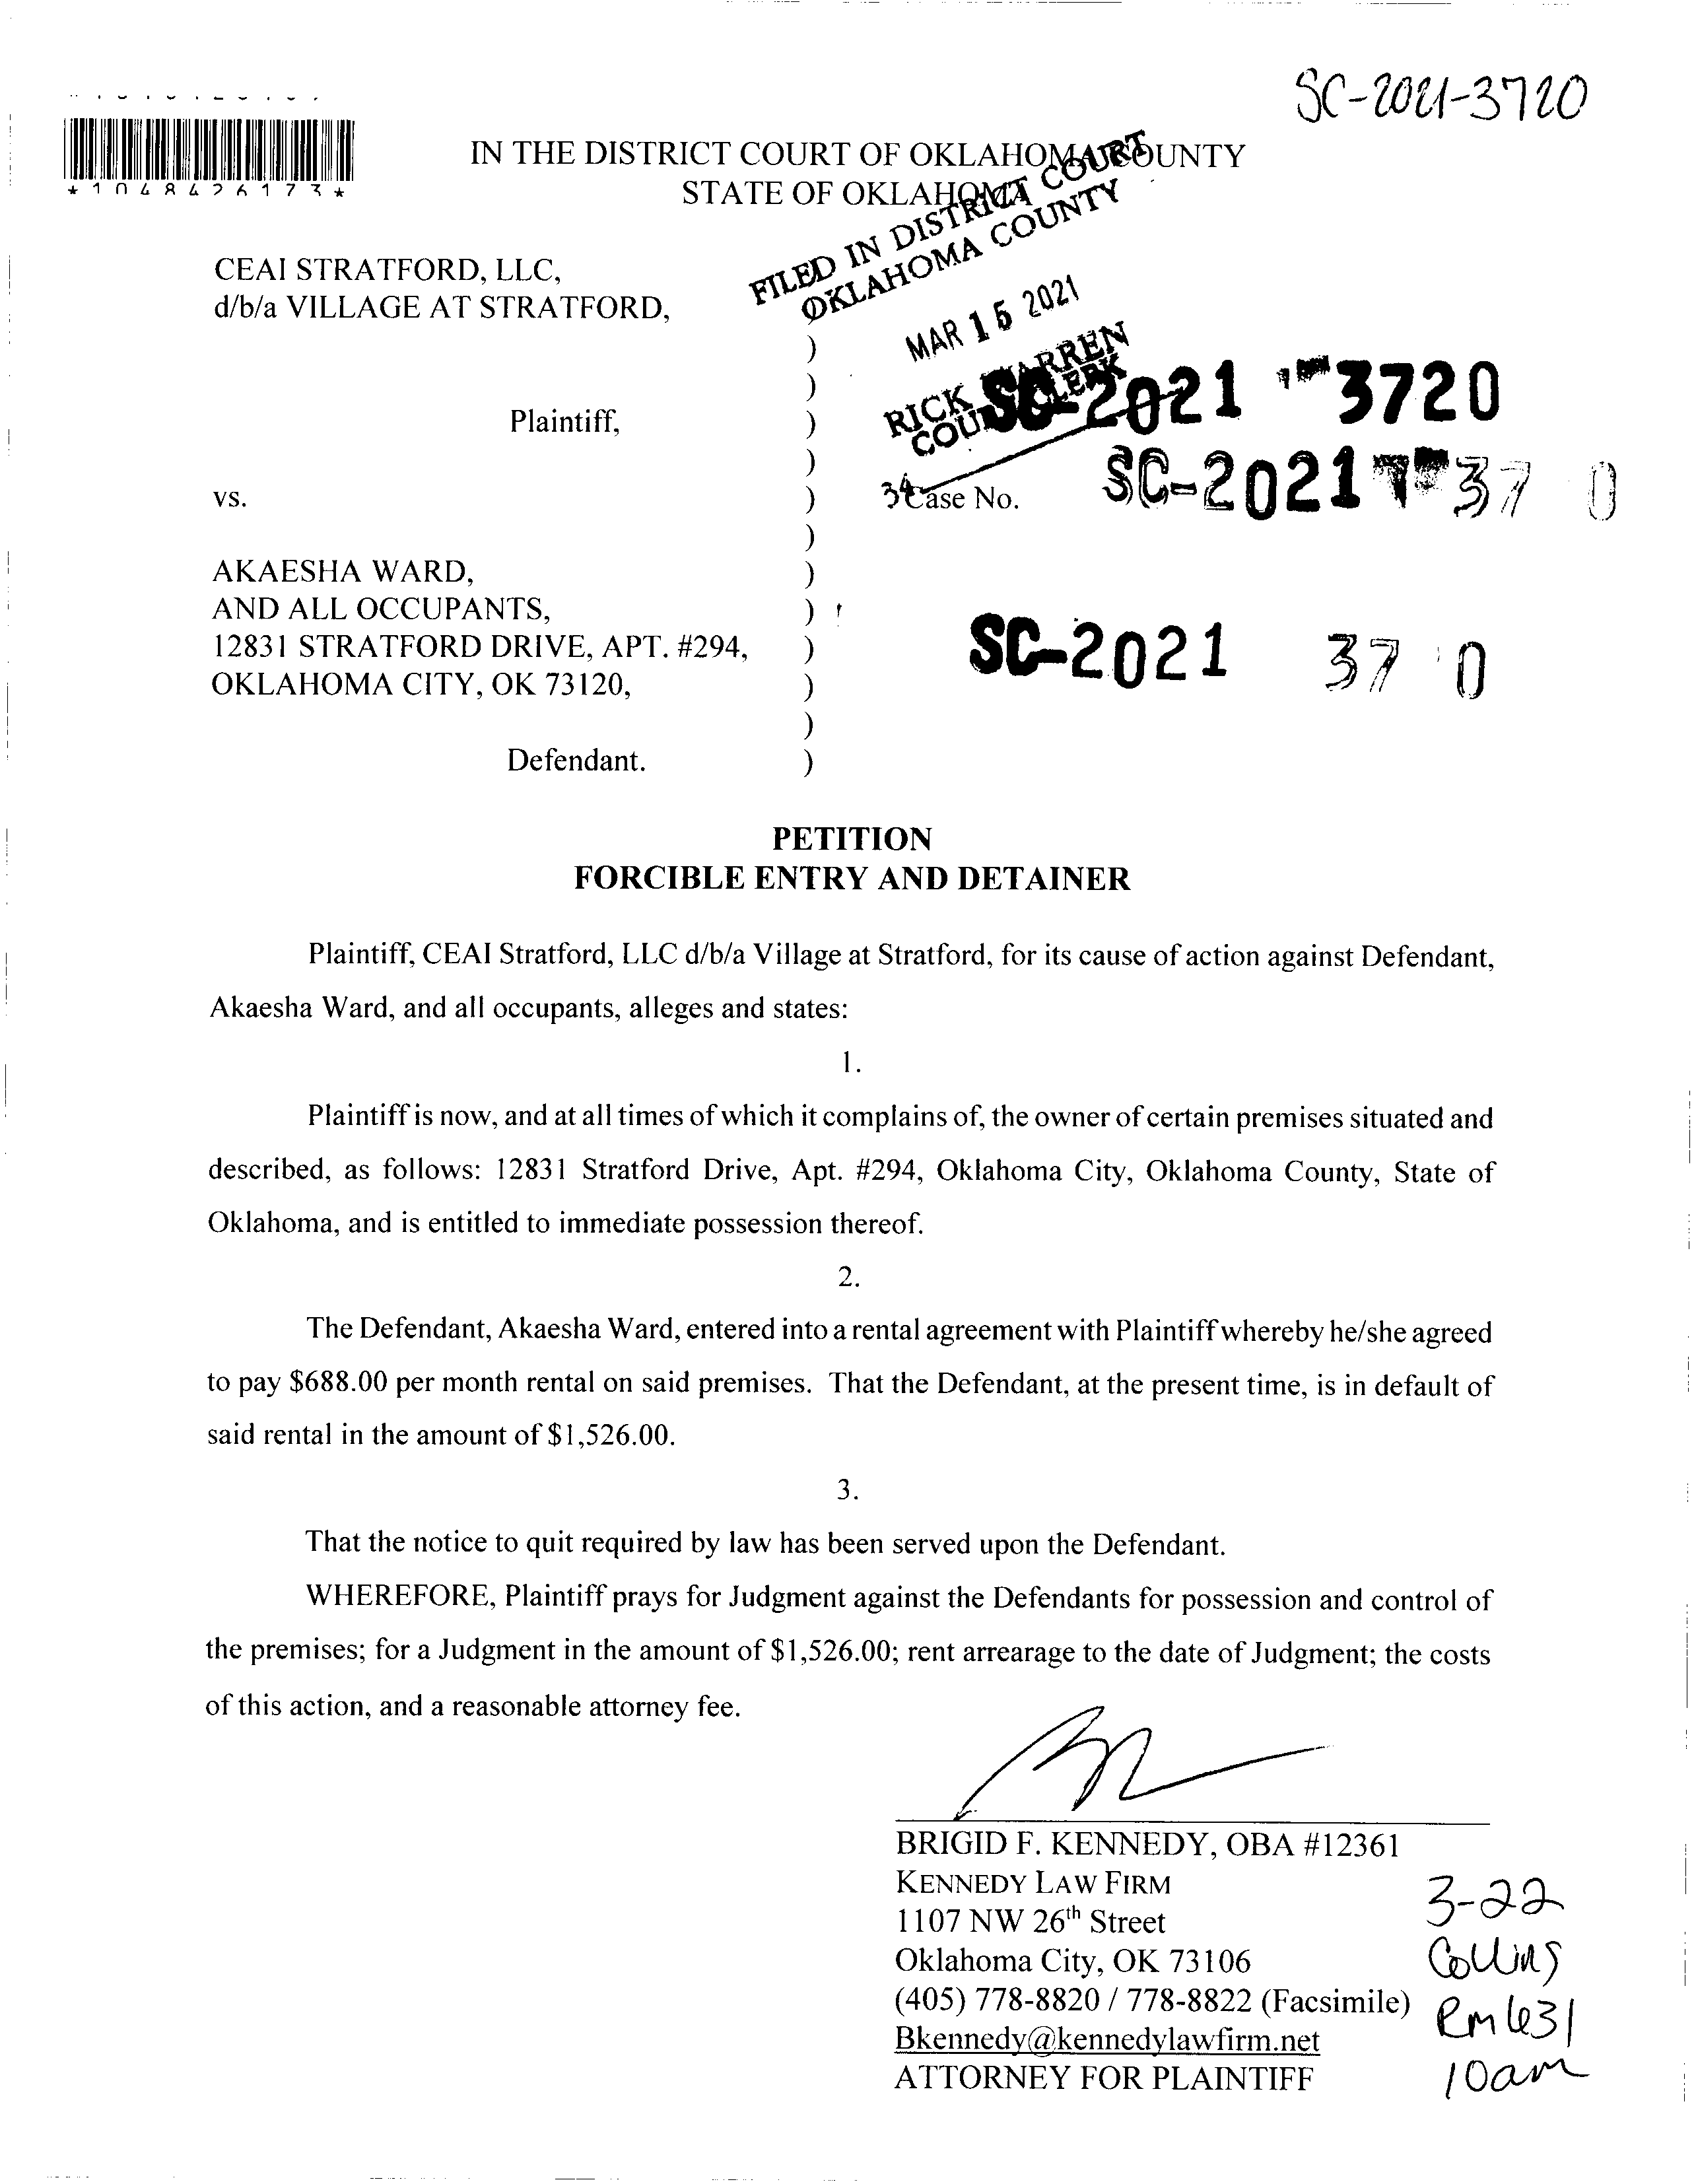 SC-2021-3720
*1048426173*
IN THE DISTRICT COURT OF OKLAHOMA COUNTY
STATE OF OKLAHOMA
FILED IN DISTRICT COURT
OKLAHOMA COUNTY
MAR 15 2021
RICK WARREN
COURT CLERK
34
CEAI STRATFORD, LLC,
d/b/a VILLAGE AT STRATFORD,
)
)
Plaintiff, )
SC-2021 3720
)
vs. ) Case No. SC-2021 37 0
)
AKAESHA WARD, )
AND ALL OCCUPANTS, )
12831 STRATFORD DRIVE, APT. #294, ) SC-2021 37 0
OKLAHOMA CITY, OK 73120, )
)
Defendant. )
PETITION
FORCIBLE ENTRY AND DETAINER
Plaintiff, CEAI Stratford, LLC d/b/a Village at Stratford, for its cause of action against Defendant,
Akaesha Ward, and all occupants, alleges and states:
1.
Plaintiff is now, and at all times of which it complains of, the owner of certain premises situated and
described, as follows: 12831 Stratford Drive, Apt. #294, Oklahoma City, Oklahoma County, State of
Oklahoma, and is entitled to immediate possession thereof.
2.
The Defendant, Akaesha Ward, entered into a rental agreement with Plaintiff whereby he/she agreed
to pay $688.00 per month rental on said premises. That the Defendant, at the present time, is in default of
said rental in the amount of $1,526.00.
3.
That the notice to quit required by law has been served upon the Defendant.
WHEREFORE, Plaintiff prays for Judgment against the Defendants for possession and control of
the premises; for a Judgment in the amount of $1,526.00; rent arrearage to the date of Judgment; the costs
of this action, and a reasonable attorney fee.
BRIGID F. KENNEDY, OBA #12361
KENNEDY LAW FIRM
1107 NW 26th Street
Oklahoma City, OK 73106
(405) 778-8820 / 778-8822 (Facsimile)
Bkennedy@kennedylawfirm.net
ATTORNEY FOR PLAINTIFF
3-22
Collins
Rm 631
10am